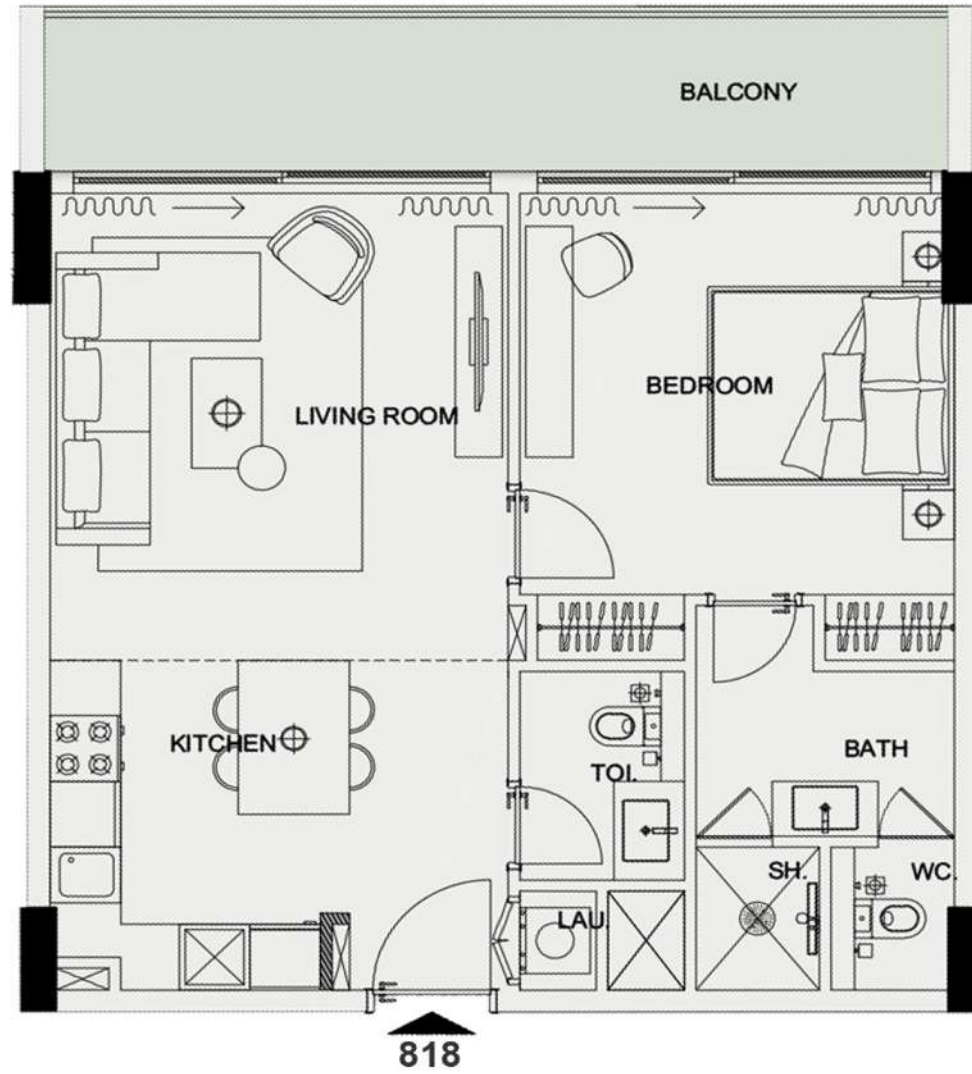 BALCONY
LIVING ROOM
BEDROOM
KITCHEN
TOI.
BATH
LAU.
SH.
WC.
818